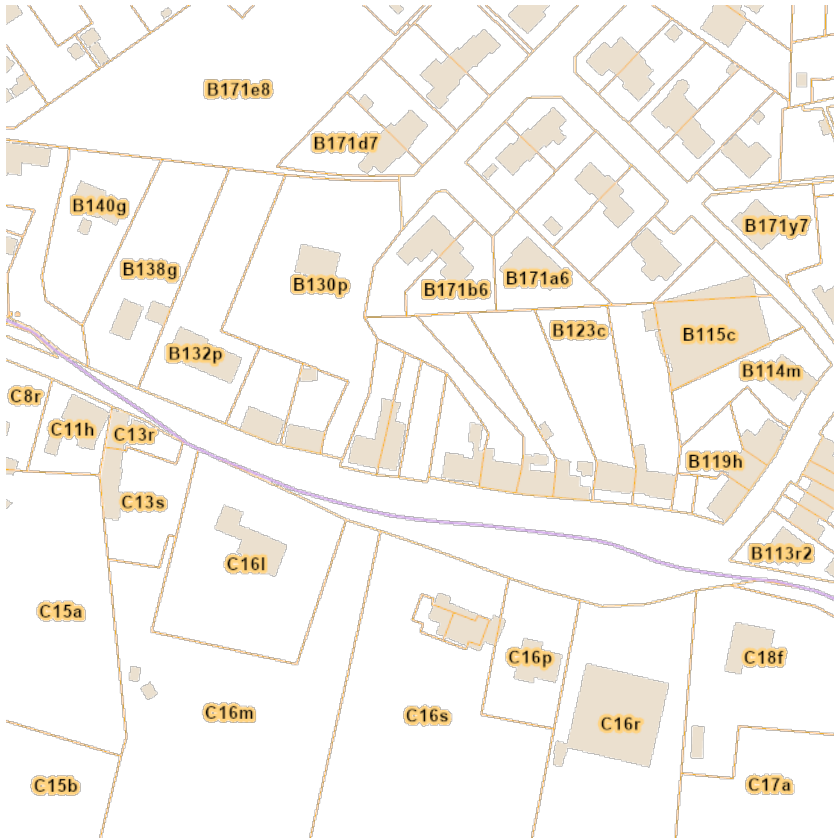 B171e8
B171d7
B140g
B171y7
B138g
B130p
B171b6
B171a6
B123c
B115c
B132p
B114m
C8r
C11h
C13r
B119h
C13s
B113r2
C16l
C15a
C16p
C18f
C16m
C16s
C16r
C15b
C17a